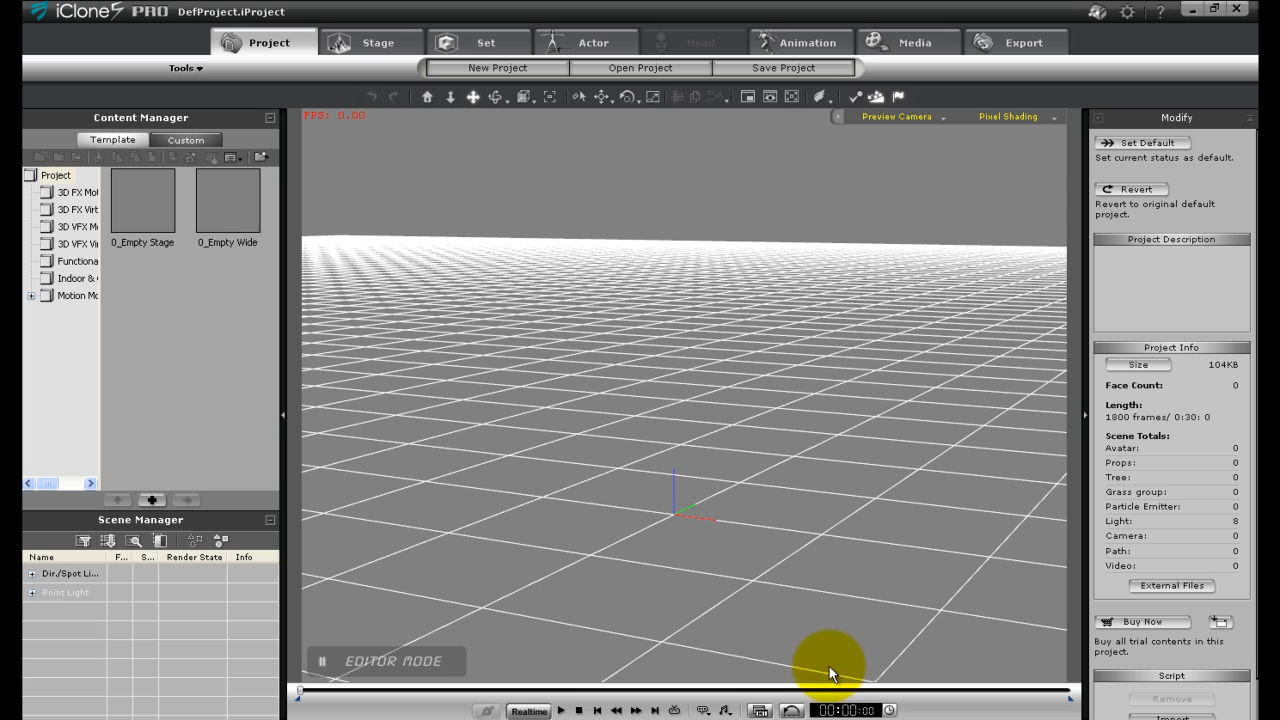 iClone5 PRO DefProject.iProject
?
Project Stage Set Actor Head Animation Media Export
Tools
New Project Open Project Save Project
Content Manager
Template Custom
Project
3D FX Mol
3D FX Virt
3D VFX M
3D VFX Vi
Functiona
Indoor &
Motion Mo
0_Empty Stage
0_Empty Wide
Scene Manager
Name F... S... Render State Info
Dir./Spot Li...
Point Light
FPS: 0.00
Preview Camera
Pixel Shading
EDITOR MODE
Realtime
00:00:00
Modify
Set Default
Set current status as default.
Revert
Revert to original default
project.
Project Description
Project Info
Size 104KB
Face Count: 0
Length:
1800 frames/ 0:30: 0
Scene Totals:
Avatar: 0
Props: 0
Tree: 0
Grass group: 0
Particle Emitter: 0
Light: 8
Camera: 0
Path: 0
Video: 0
External Files
Buy Now
Buy all trial contents in this
project.
Script
Remove